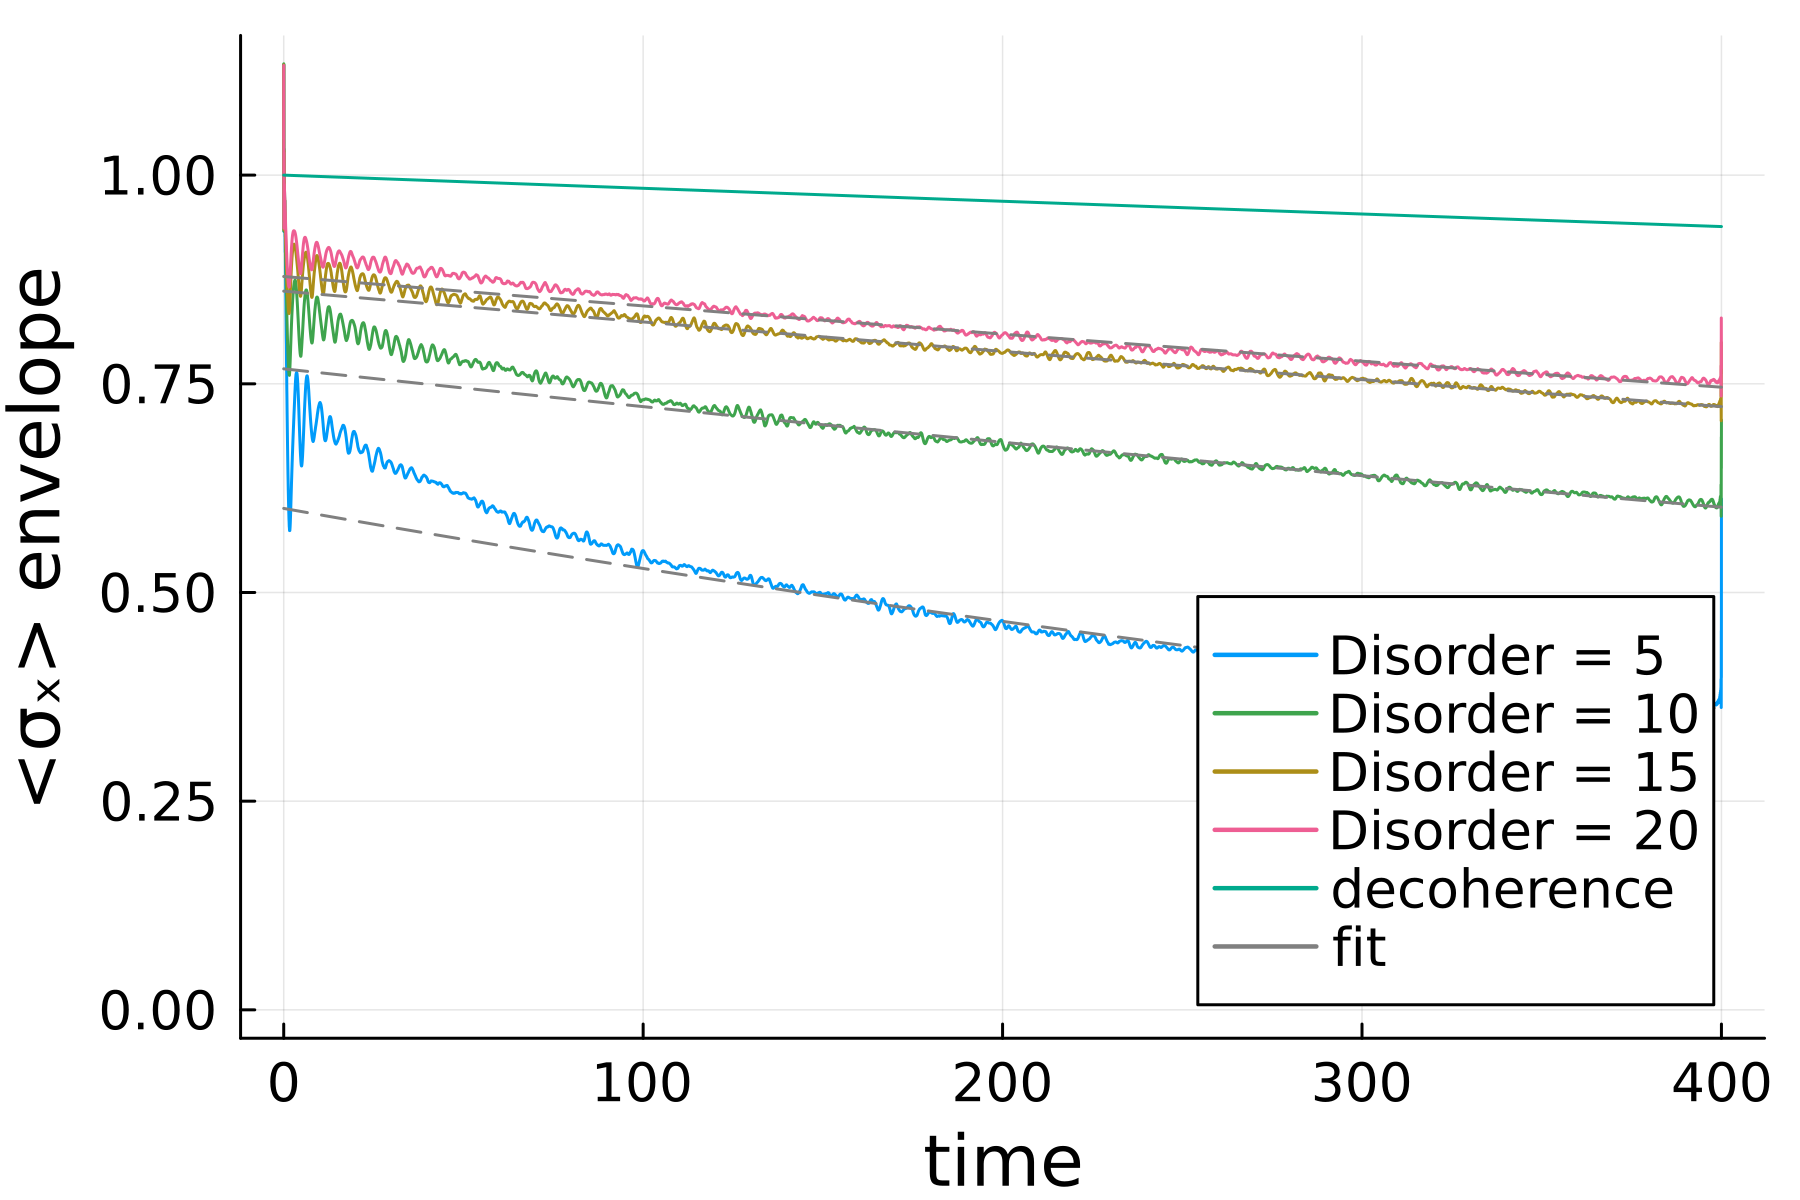 <σₓ> envelope
1.00
0.75
0.50
0.25
0.00
0 100 200 300 400
time
Disorder = 5
Disorder = 10
Disorder = 15
Disorder = 20
decoherence
fit